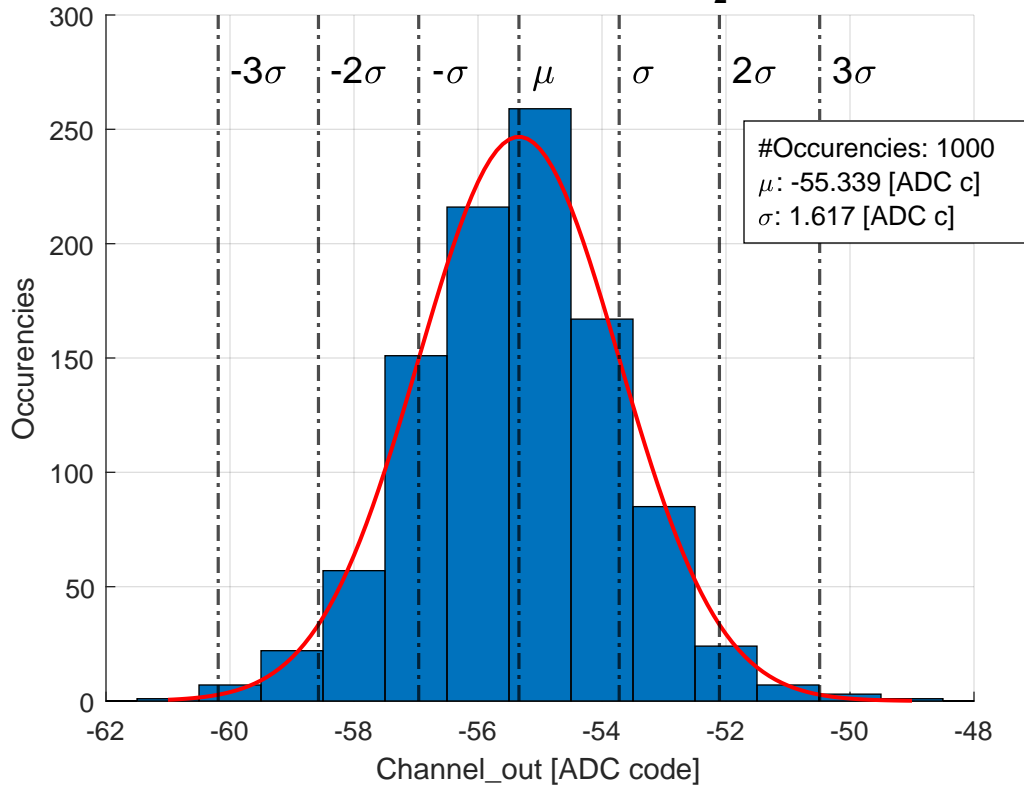 300
250
200
150
100
50
0
Occurencies
-3σ -2σ -σ μ σ 2σ 3σ
#Occurencies: 1000
μ: -55.339 [ADC c]
σ: 1.617 [ADC c]
-62 -60 -58 -56 -54 -52 -50 -48
Channel_out [ADC code]